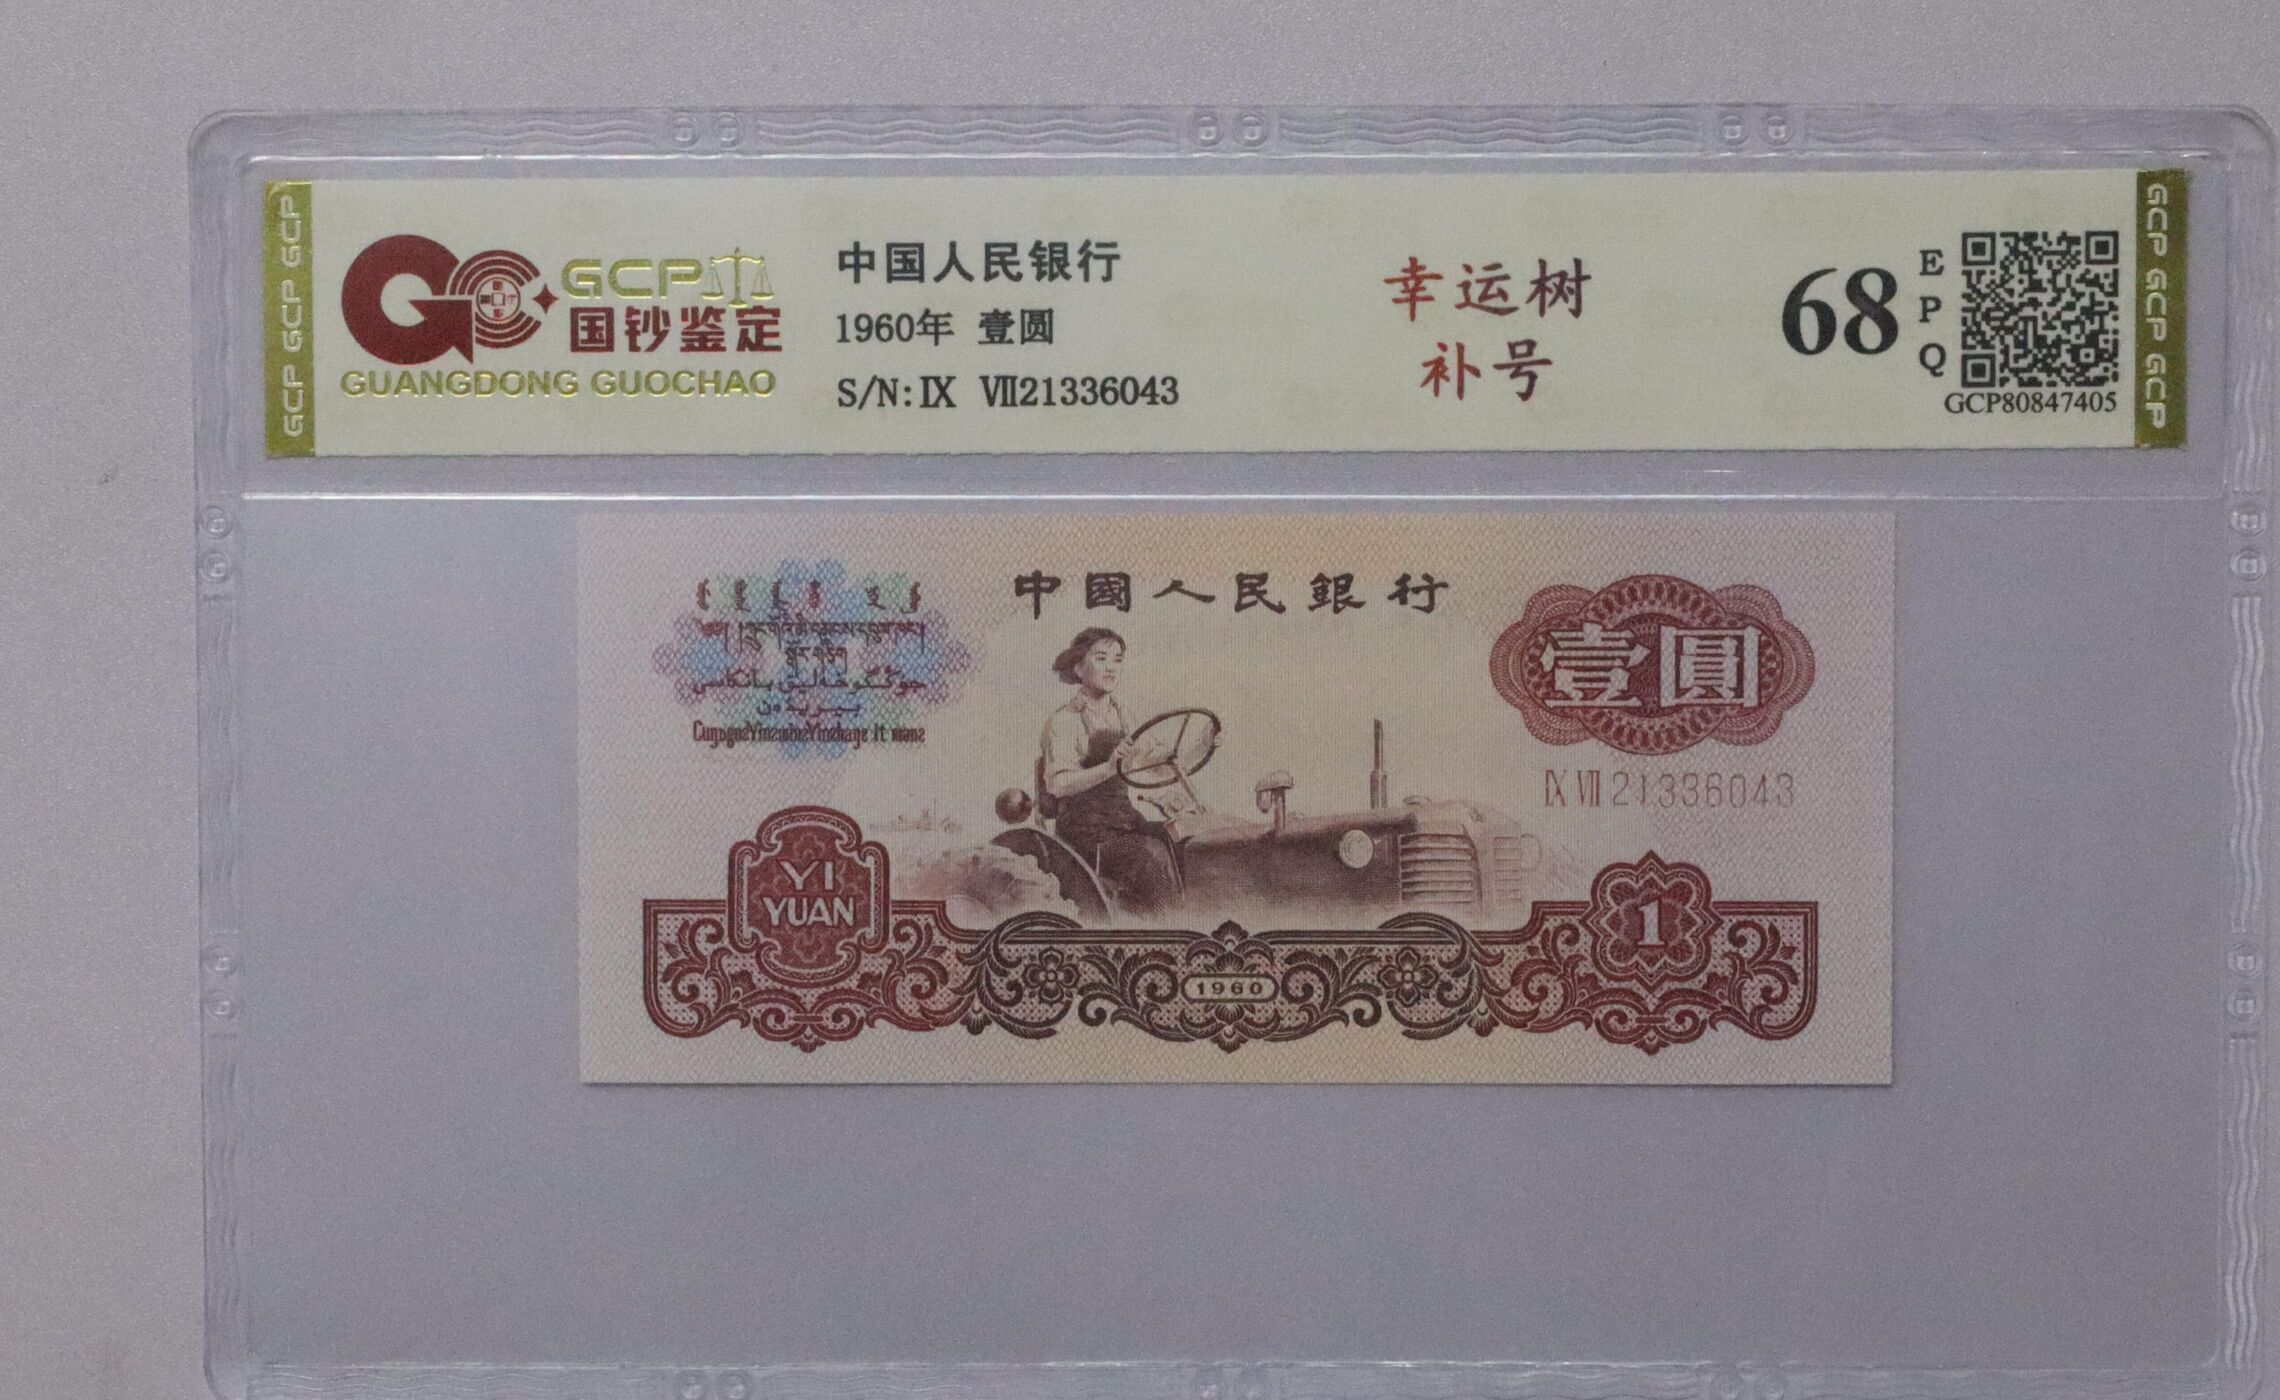 GCP GCP GCP
GCP
国钞鉴定
GUANGDONG GUOCHAO
中国人民银行
1960年 壹圆
S/N:Ⅸ Ⅶ21336043
幸运树
补号
68
E
P
Q
GCP80847405
GCP GCP GCP
中國人民銀行
壹圓
Ⅸ Ⅶ 21336043
YI
YUAN
1960
1